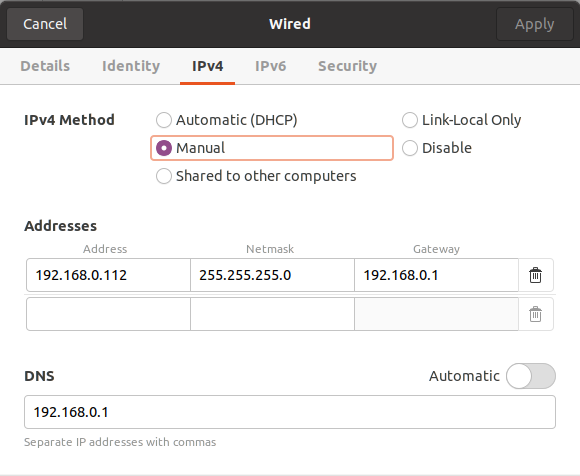 Cancel Wired Apply
Details Identity IPv4 IPv6 Security
IPv4 Method Automatic (DHCP) Link-Local Only
Manual Disable
Shared to other computers
Addresses
Address Netmask Gateway
192.168.0.112 255.255.255.0 192.168.0.1
DNS Automatic
192.168.0.1
Separate IP addresses with commas